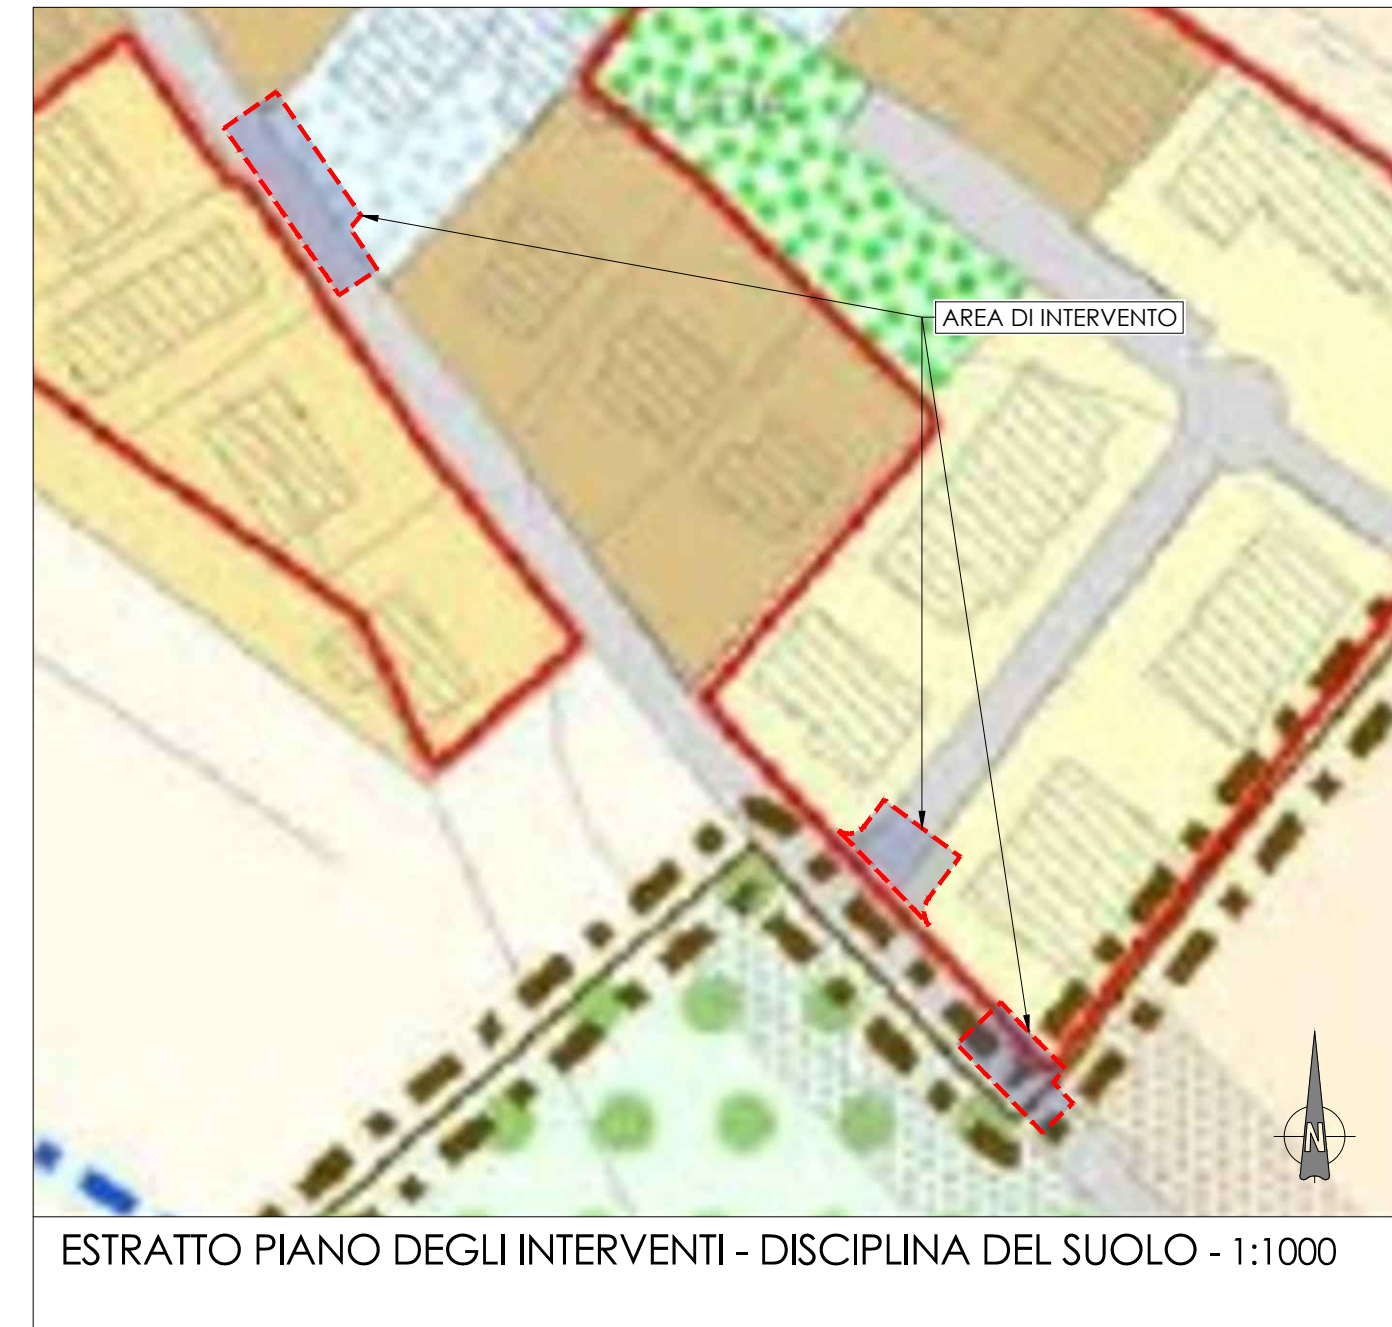 AREA DI INTERVENTO
N
ESTRATTO PIANO DEGLI INTERVENTI - DISCIPLINA DEL SUOLO - 1:1000